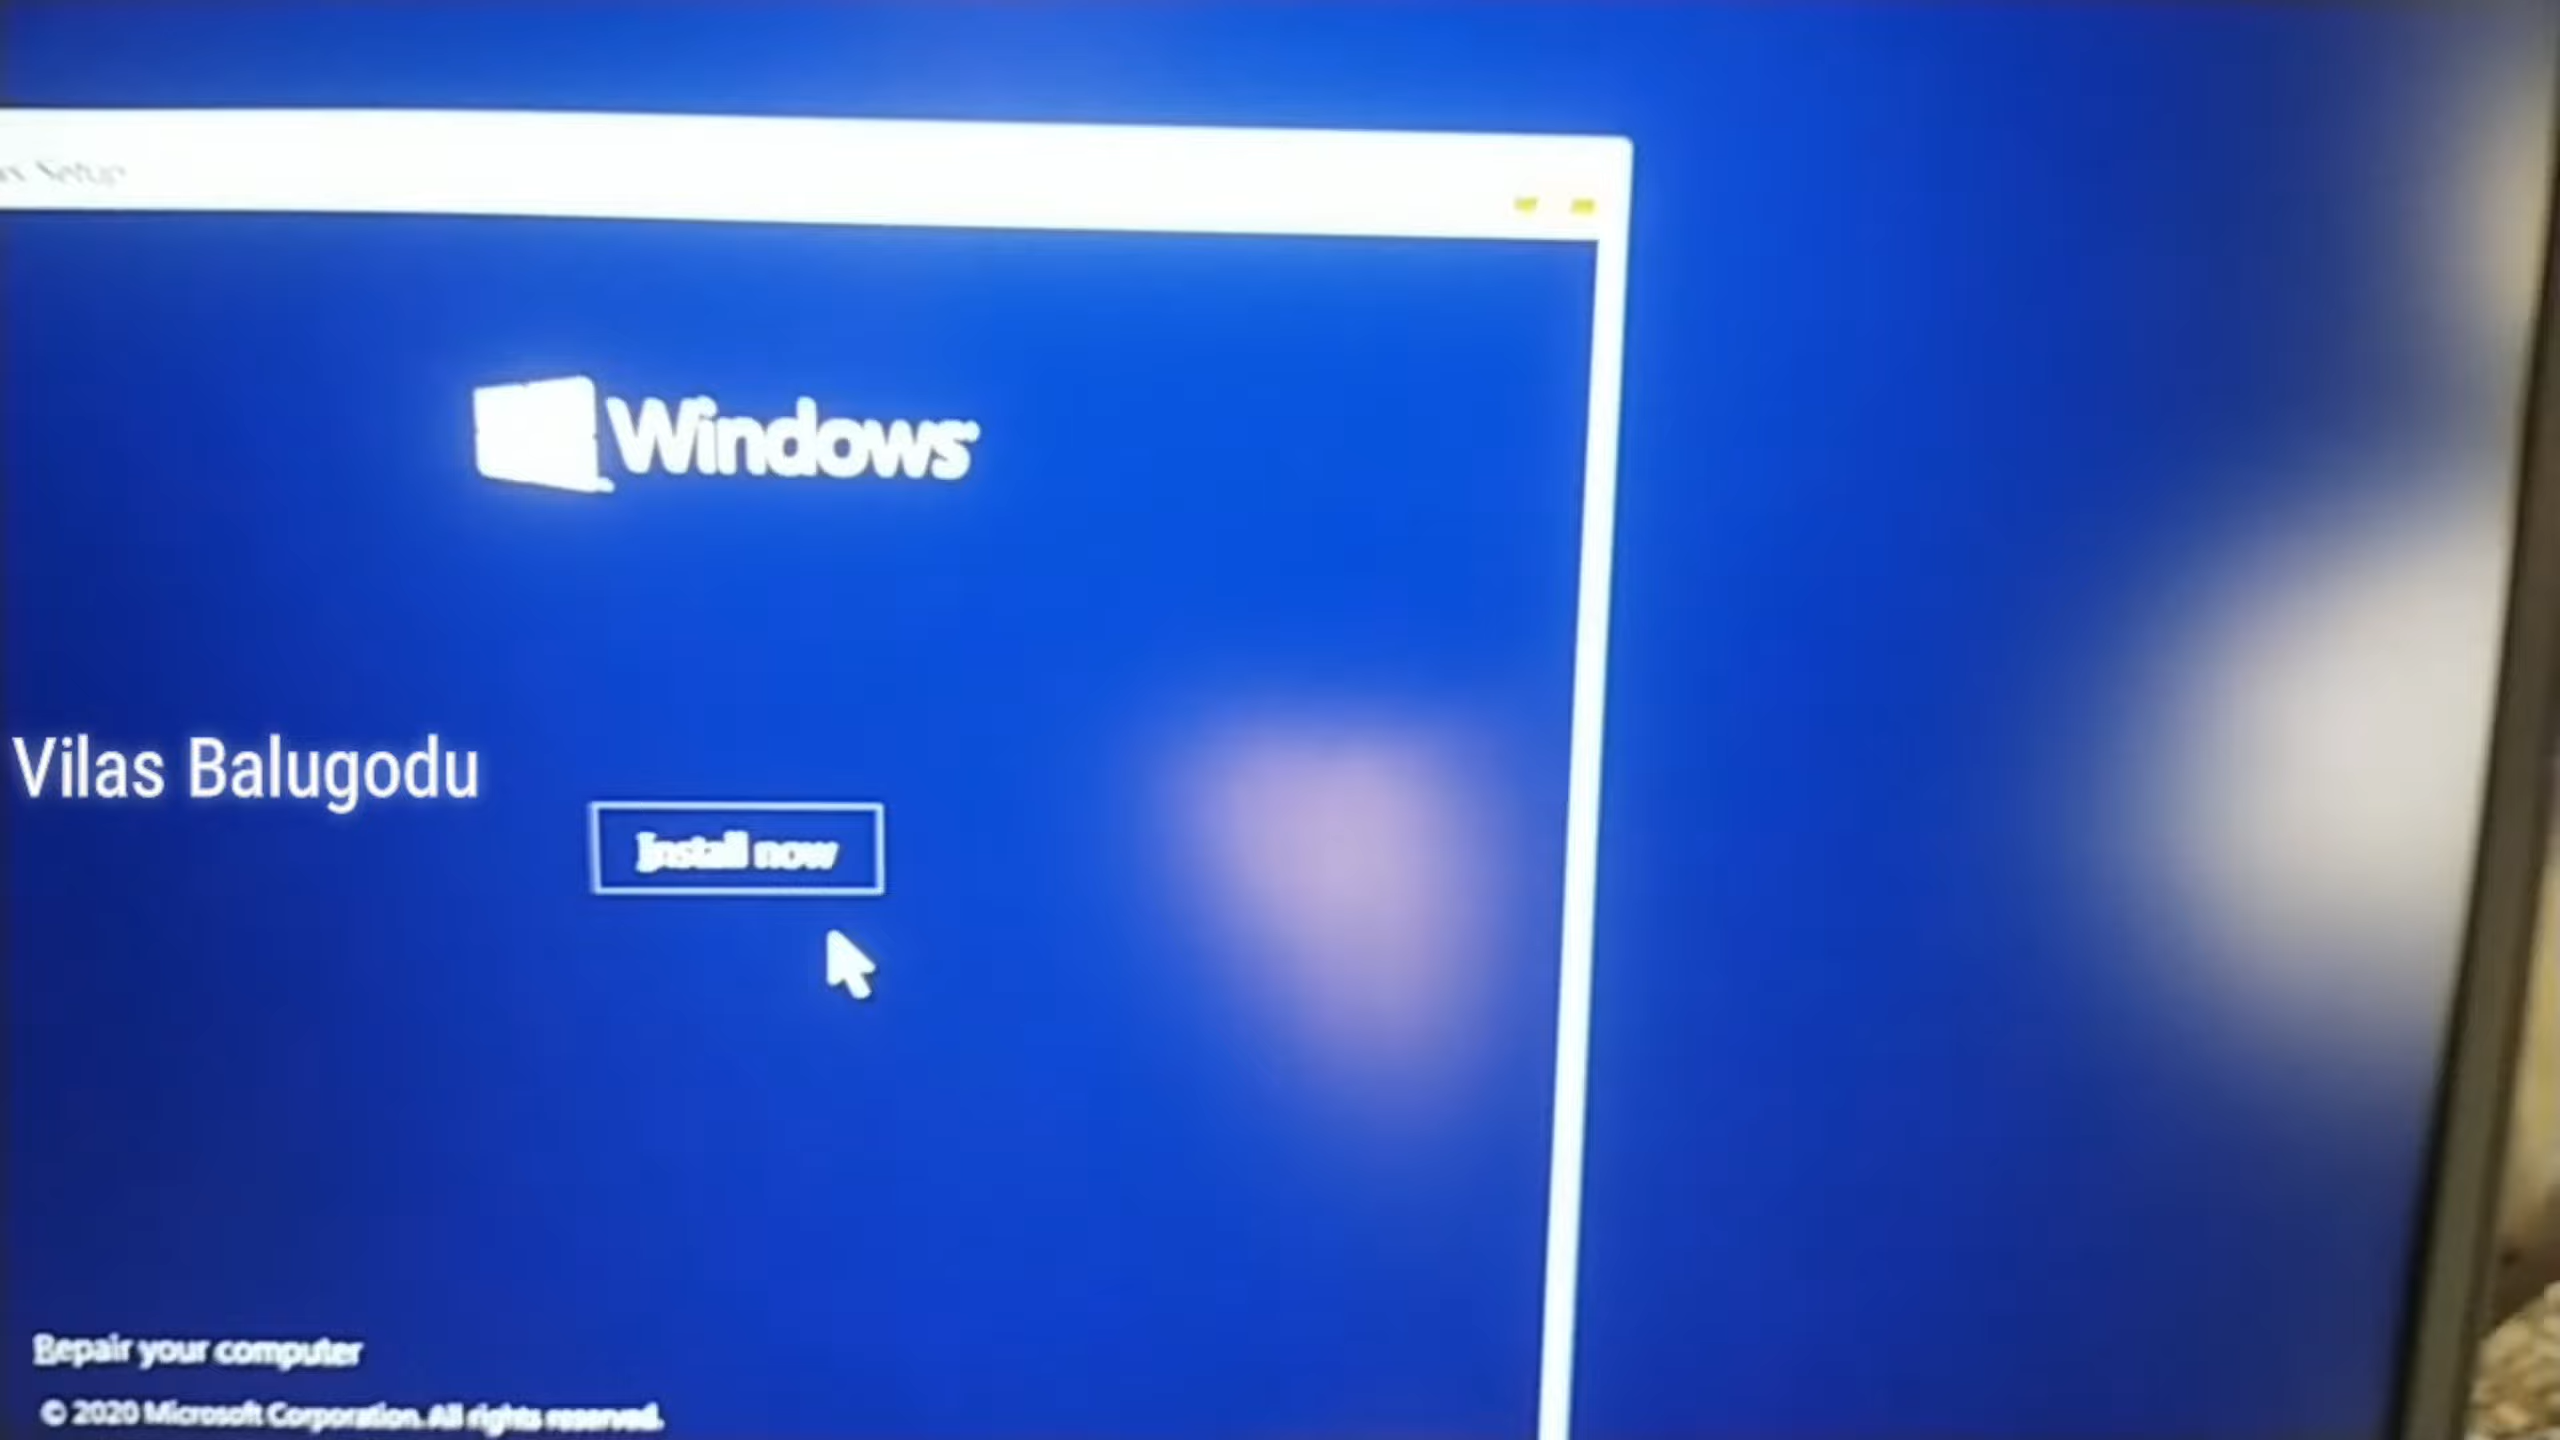 Setup
Windows
Vilas Balugodu
Install now
Repair your computer
© 2020 Microsoft Corporation. All rights reserved.